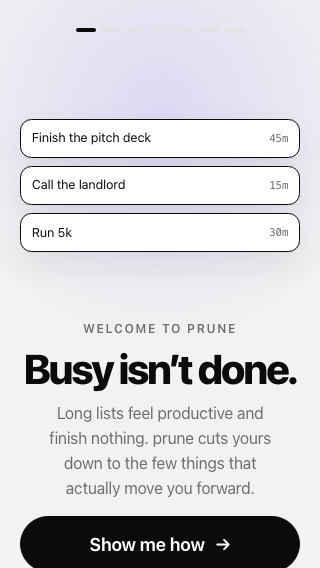 Finish the pitch deck 45m
Call the landlord 15m
Run 5k 30m
WELCOME TO PRUNE
Busy isn't done.
Long lists feel productive and
finish nothing. prune cuts yours
down to the few things that
actually move you forward.
Show me how →